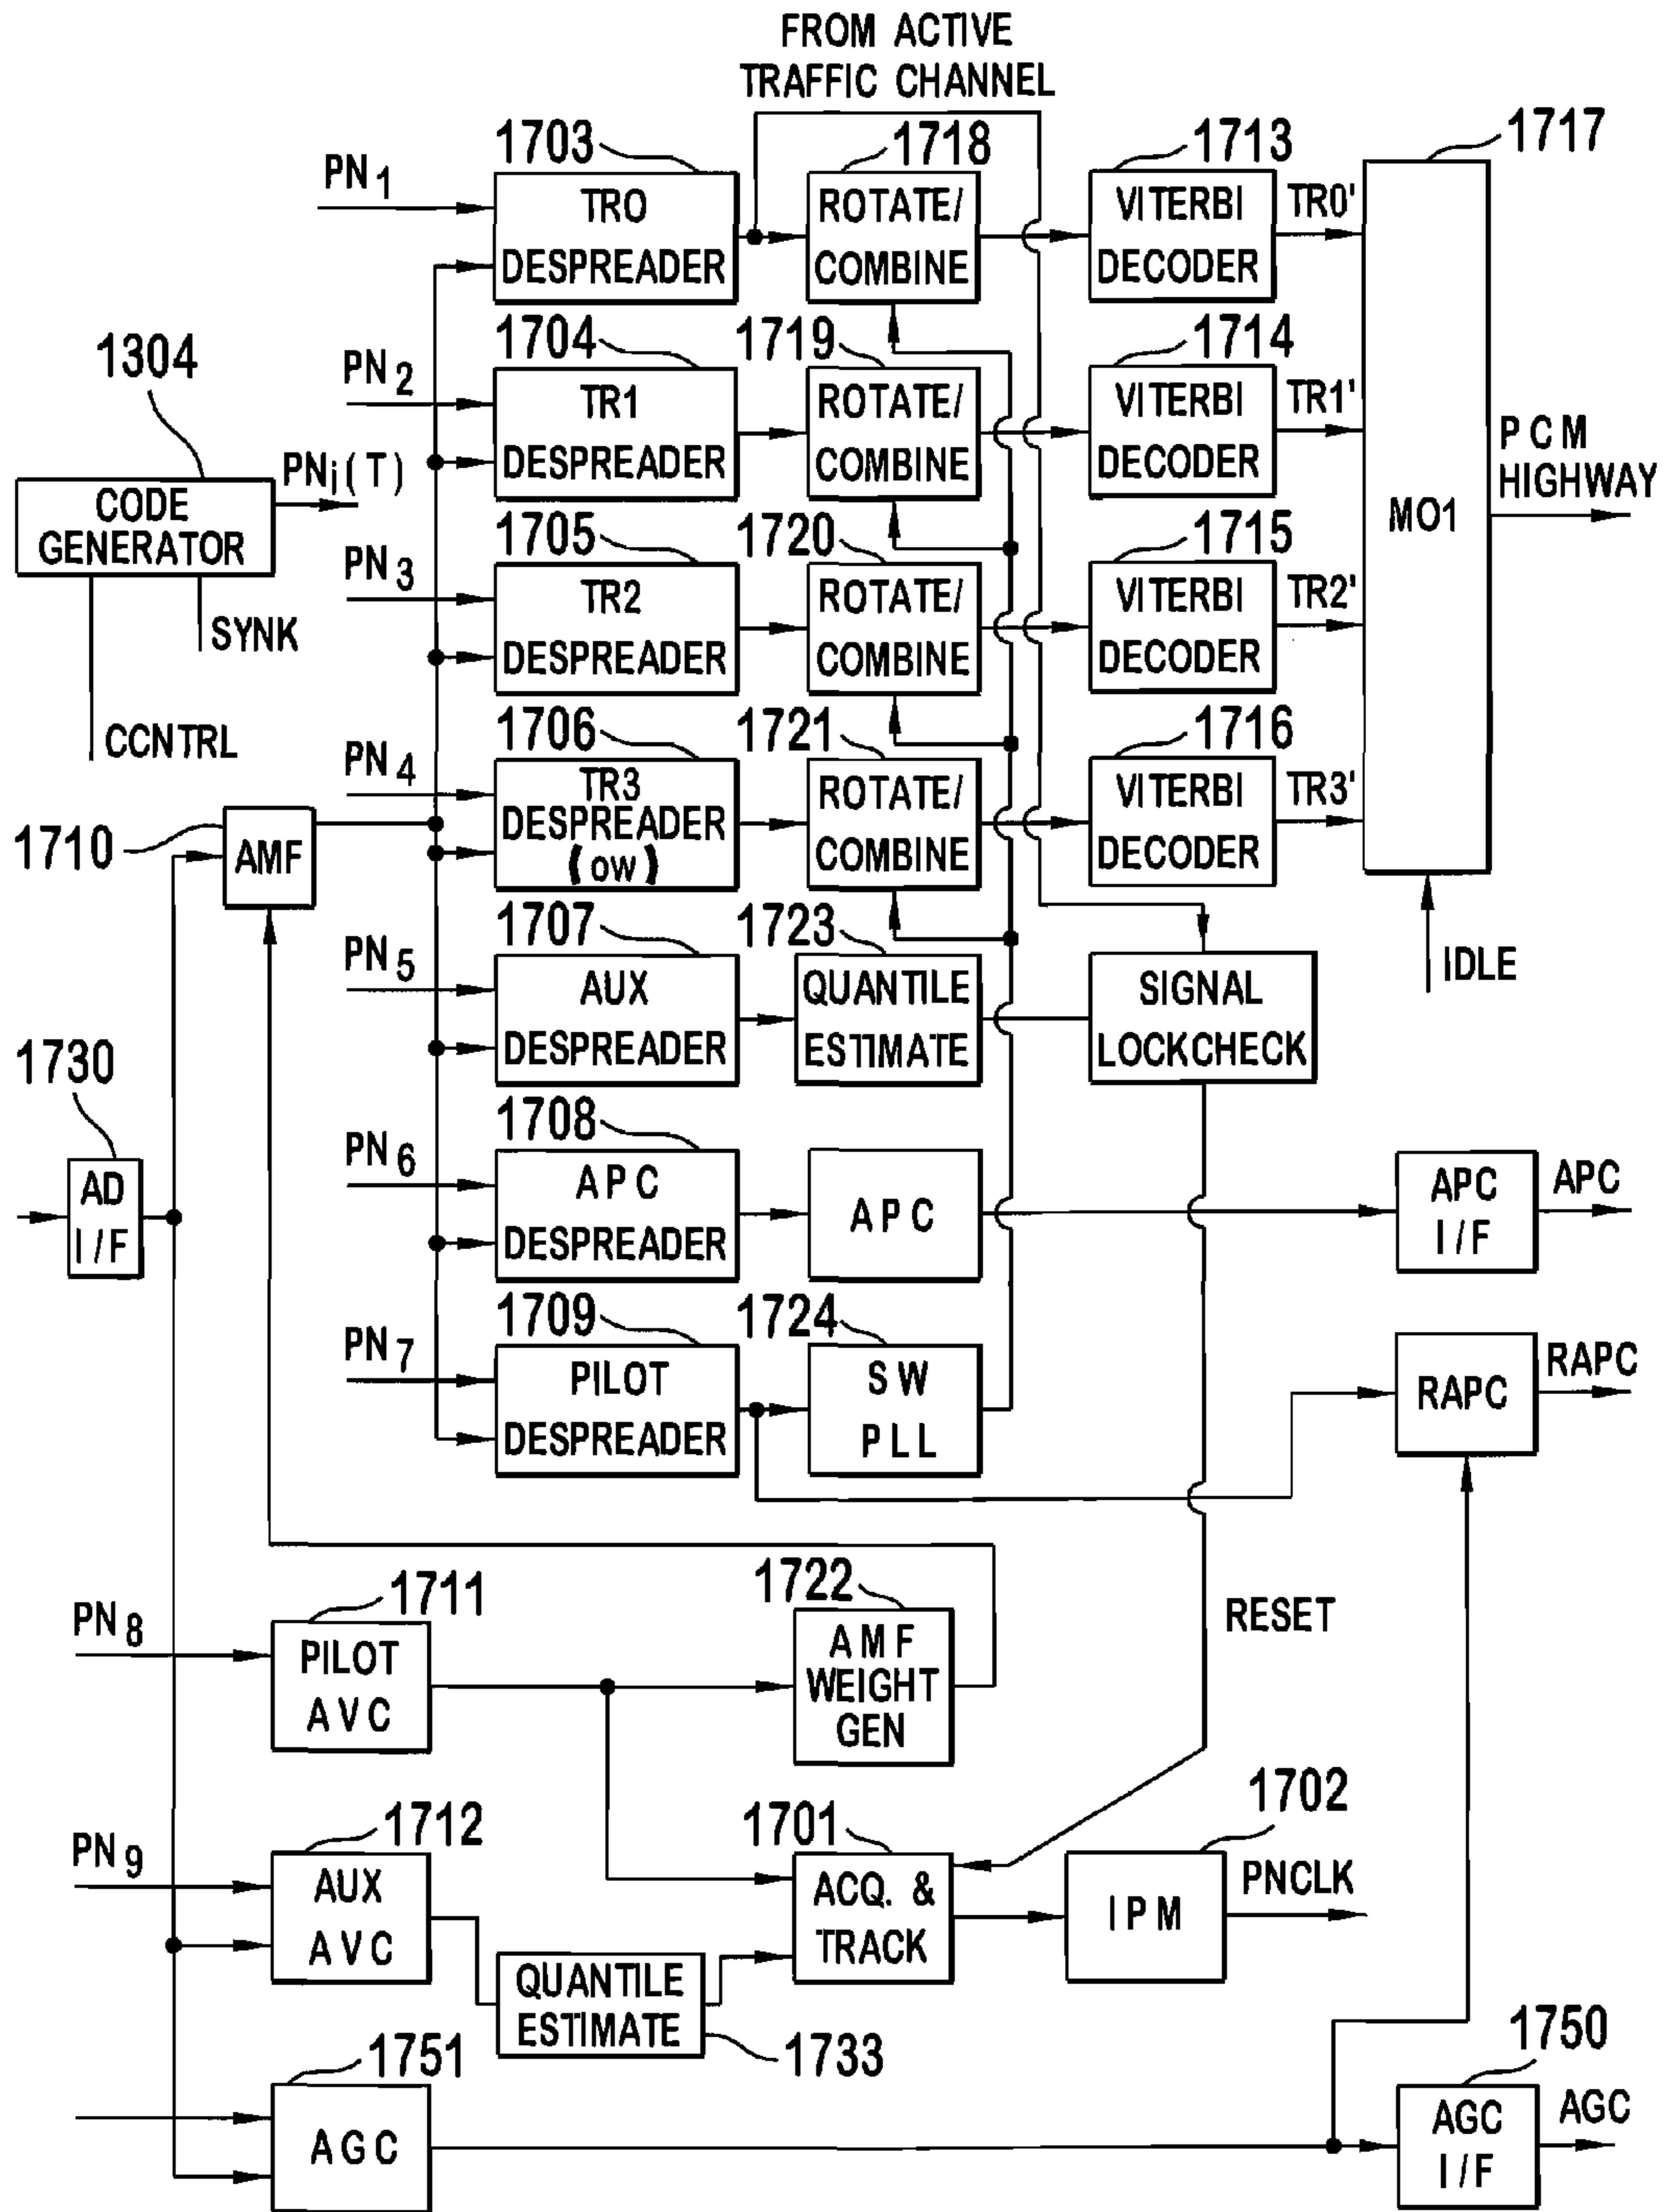 FROM ACTIVE
TRAFFIC CHANNEL
1703
1718
1713
1717
PN1
TRO
DESPREADER
ROTATE/
COMBINE
VITERBI
DECODER
TR0'
1304
1704
1719
1714
PN2
TR1
DESPREADER
ROTATE/
COMBINE
VITERBI
DECODER
TR1'
PCM
HIGHWAY
MO1
CODE
GENERATOR
PNi(T)
1705
1720
1715
PN3
TR2
DESPREADER
ROTATE/
COMBINE
VITERBI
DECODER
TR2'
SYNK
CCNTRL
1706
1721
1716
PN4
TR3
DESPREADER
(OW)
ROTATE/
COMBINE
VITERBI
DECODER
TR3'
1710
AMF
1707
1723
PN5
AUX
DESPREADER
QUANTILE
ESTIMATE
SIGNAL
LOCKCHECK
IDLE
1730
AD
I/F
1708
PN6
APC
DESPREADER
APC
APC
I/F
APC
1709
1724
PN7
PILOT
DESPREADER
SW
PLL
RAPC
RAPC
1711
1722
PN8
PILOT
AVC
AMF
WEIGHT
GEN
RESET
1712
1701
1702
PN9
AUX
AVC
ACQ. &
TRACK
IPM
PNCLK
QUANTILE
ESTIMATE
1733
1751
AGC
1750
AGC
I/F
AGC